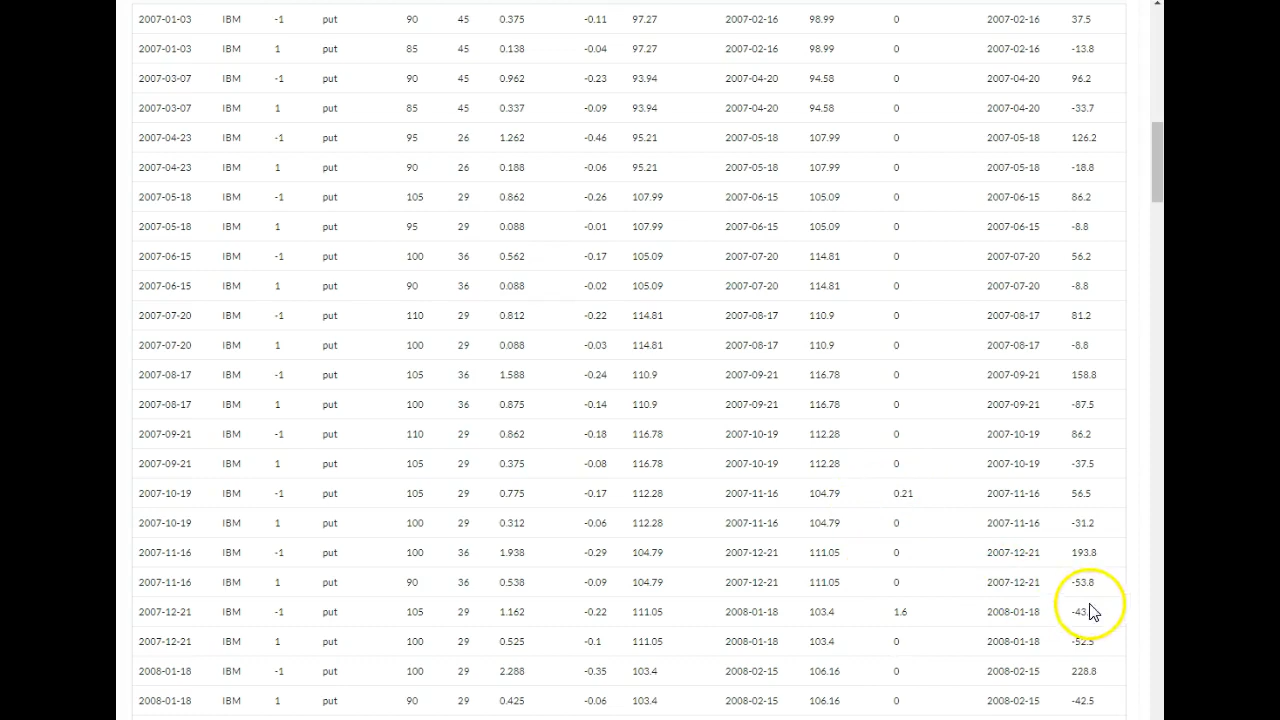 2007-01-03 IBM -1 put 90 45 0.375 -0.11 97.27 2007-02-16 98.99 0 2007-02-16 37.5
2007-01-03 IBM 1 put 85 45 0.138 -0.04 97.27 2007-02-16 98.99 0 2007-02-16 -13.8
2007-03-07 IBM -1 put 90 45 0.962 -0.23 93.94 2007-04-20 94.58 0 2007-04-20 96.2
2007-03-07 IBM 1 put 85 45 0.337 -0.09 93.94 2007-04-20 94.58 0 2007-04-20 -33.7
2007-04-23 IBM -1 put 95 26 1.262 -0.46 95.21 2007-05-18 107.99 0 2007-05-18 126.2
2007-04-23 IBM 1 put 90 26 0.188 -0.06 95.21 2007-05-18 107.99 0 2007-05-18 -18.8
2007-05-18 IBM -1 put 105 29 0.862 -0.26 107.99 2007-06-15 105.09 0 2007-06-15 86.2
2007-05-18 IBM 1 put 95 29 0.088 -0.01 107.99 2007-06-15 105.09 0 2007-06-15 -8.8
2007-06-15 IBM -1 put 100 36 0.562 -0.17 105.09 2007-07-20 114.81 0 2007-07-20 56.2
2007-06-15 IBM 1 put 90 36 0.088 -0.02 105.09 2007-07-20 114.81 0 2007-07-20 -8.8
2007-07-20 IBM -1 put 110 29 0.812 -0.22 114.81 2007-08-17 110.9 0 2007-08-17 81.2
2007-07-20 IBM 1 put 100 29 0.088 -0.03 114.81 2007-08-17 110.9 0 2007-08-17 -8.8
2007-08-17 IBM -1 put 105 36 1.588 -0.24 110.9 2007-09-21 116.78 0 2007-09-21 158.8
2007-08-17 IBM 1 put 100 36 0.875 -0.14 110.9 2007-09-21 116.78 0 2007-09-21 -87.5
2007-09-21 IBM -1 put 110 29 0.862 -0.18 116.78 2007-10-19 112.28 0 2007-10-19 86.2
2007-09-21 IBM 1 put 105 29 0.375 -0.08 116.78 2007-10-19 112.28 0 2007-10-19 -37.5
2007-10-19 IBM -1 put 105 29 0.775 -0.17 112.28 2007-11-16 104.79 0.21 2007-11-16 56.5
2007-10-19 IBM 1 put 100 29 0.312 -0.06 112.28 2007-11-16 104.79 0 2007-11-16 -31.2
2007-11-16 IBM -1 put 100 36 1.938 -0.29 104.79 2007-12-21 111.05 0 2007-12-21 193.8
2007-11-16 IBM 1 put 90 36 0.538 -0.09 104.79 2007-12-21 111.05 0 2007-12-21 -53.8
2007-12-21 IBM -1 put 105 29 1.162 -0.22 111.05 2008-01-18 103.4 1.6 2008-01-18
2007-12-21 IBM 1 put 100 29 0.525 -0.1 111.05 2008-01-18 103.4 0 2008-01-18 -52.5
2008-01-18 IBM -1 put 100 29 2.288 -0.35 103.4 2008-02-15 106.16 0 2008-02-15 228.8
2008-01-18 IBM 1 put 90 29 0.425 -0.06 103.4 2008-02-15 106.16 0 2008-02-15 -42.5